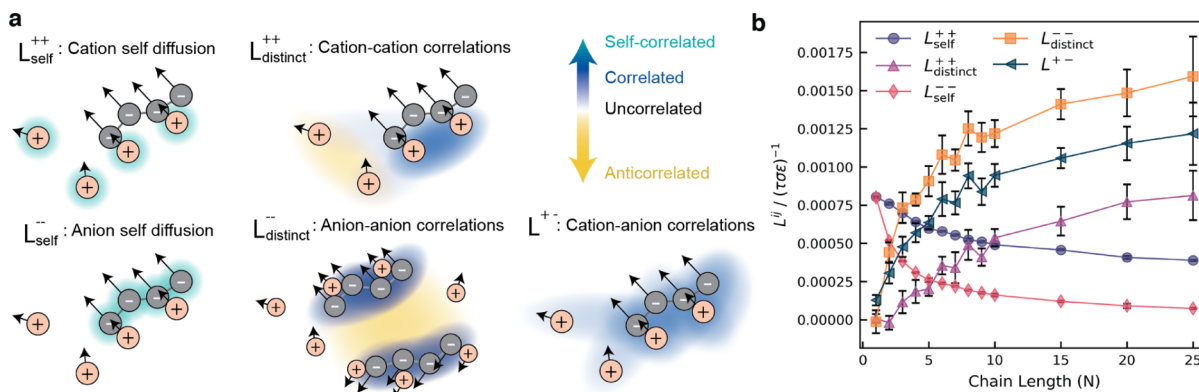 a
L^{++}_{self} : Cation self diffusion
L^{++}_{distinct} : Cation-cation correlations
Self-correlated
Correlated
Uncorrelated
Anticorrelated
L^{--}_{self} : Anion self diffusion
L^{--}_{distinct} : Anion-anion correlations
L^{+-} : Cation-anion correlations
b
L^{++}_{self}
L^{++}_{distinct}
L^{--}_{self}
L^{--}_{distinct}
L^{+-}
L^{ij} / (τσε)^{-1}
0.00175
0.00150
0.00125
0.00100
0.00075
0.00050
0.00025
0.00000
0 5 10 15 20 25
Chain Length (N)